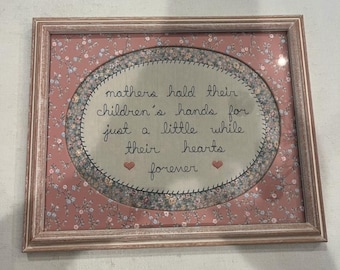 mothers hold their
children's hands for
just a little while
their hearts
forever